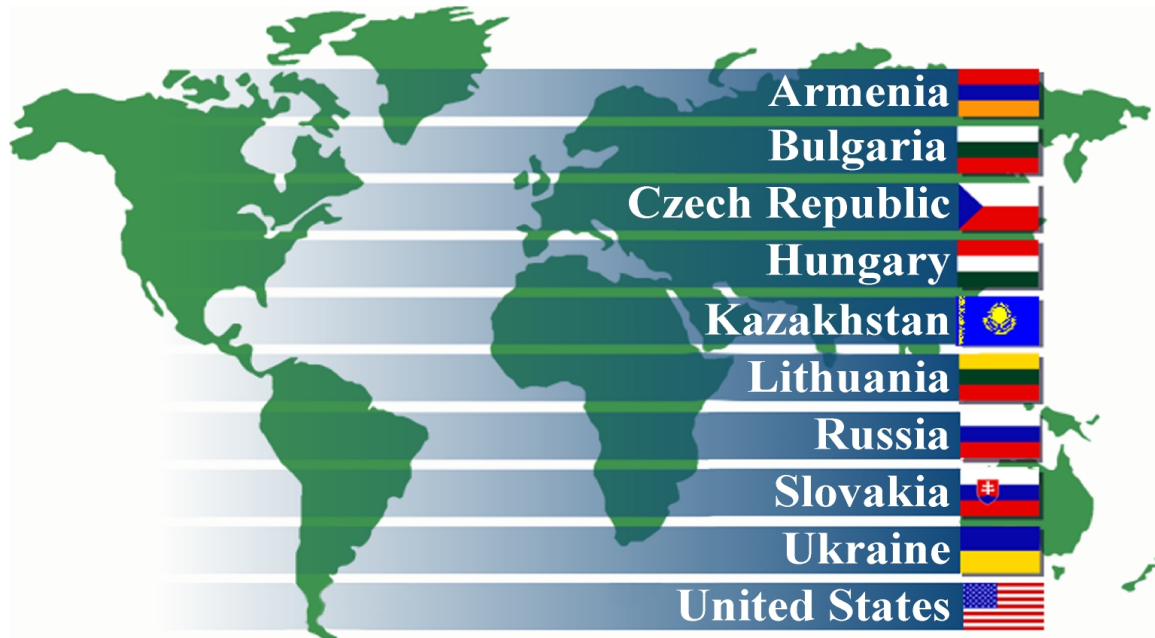 Armenia
Bulgaria
Czech Republic
Hungary
Kazakhstan
Lithuania
Russia
Slovakia
Ukraine
United States